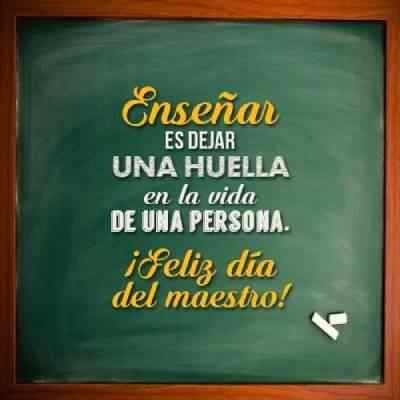 Enseñar
ES DEJAR
UNA HUELLA
en la vida
DE UNA PERSONA.
¡Feliz día
del maestro!